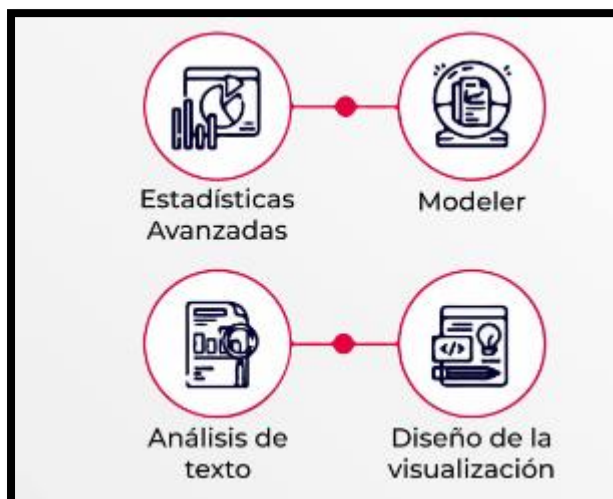 Estadísticas
Avanzadas
Modeler
Análisis de
texto
Diseño de la
visualización